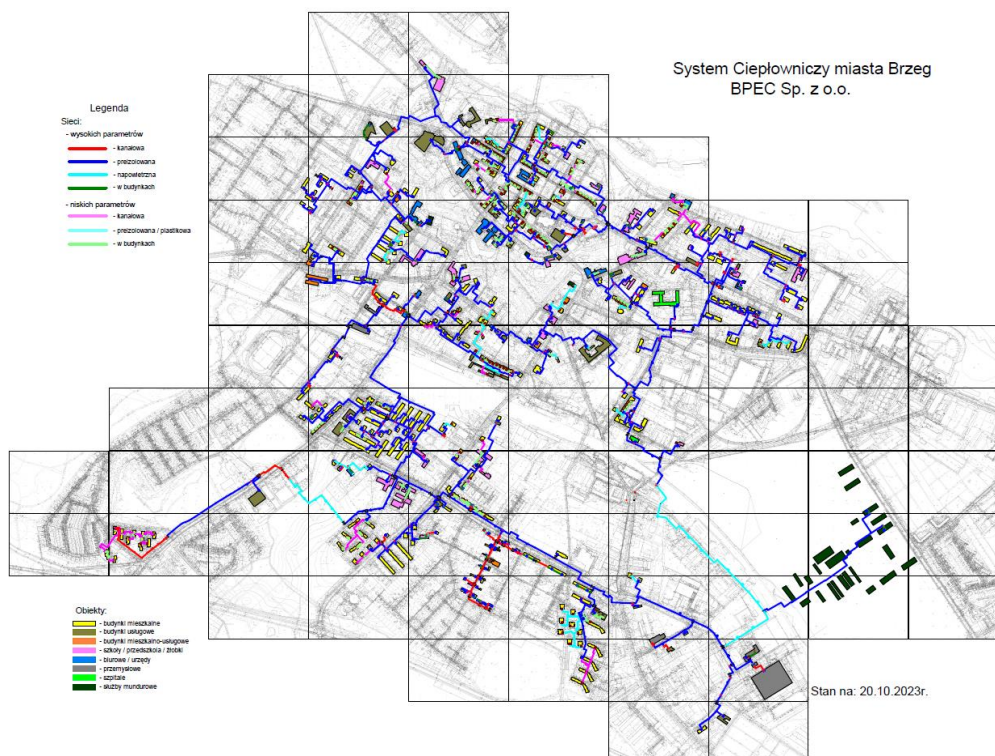 System Ciepłowniczy miasta Brzeg
BPEC Sp. z o.o.
Legenda
Sieci:
- wysokich parametrów
- kanałowa
- preizolowana
- napowietrzna
- w budynkach
- niskich parametrów
- kanałowa
- preizolowana / plastikowa
- w budynkach
Obiekty:
- budynki mieszkalne
- budynki usługowe
- budynki mieszkalno-usługowe
- szkoły / przedszkola / żłobki
- biurowe / urzędy
- przemysłowe
- szpitale
- służby mundurowe
Stan na: 20.10.2023r.